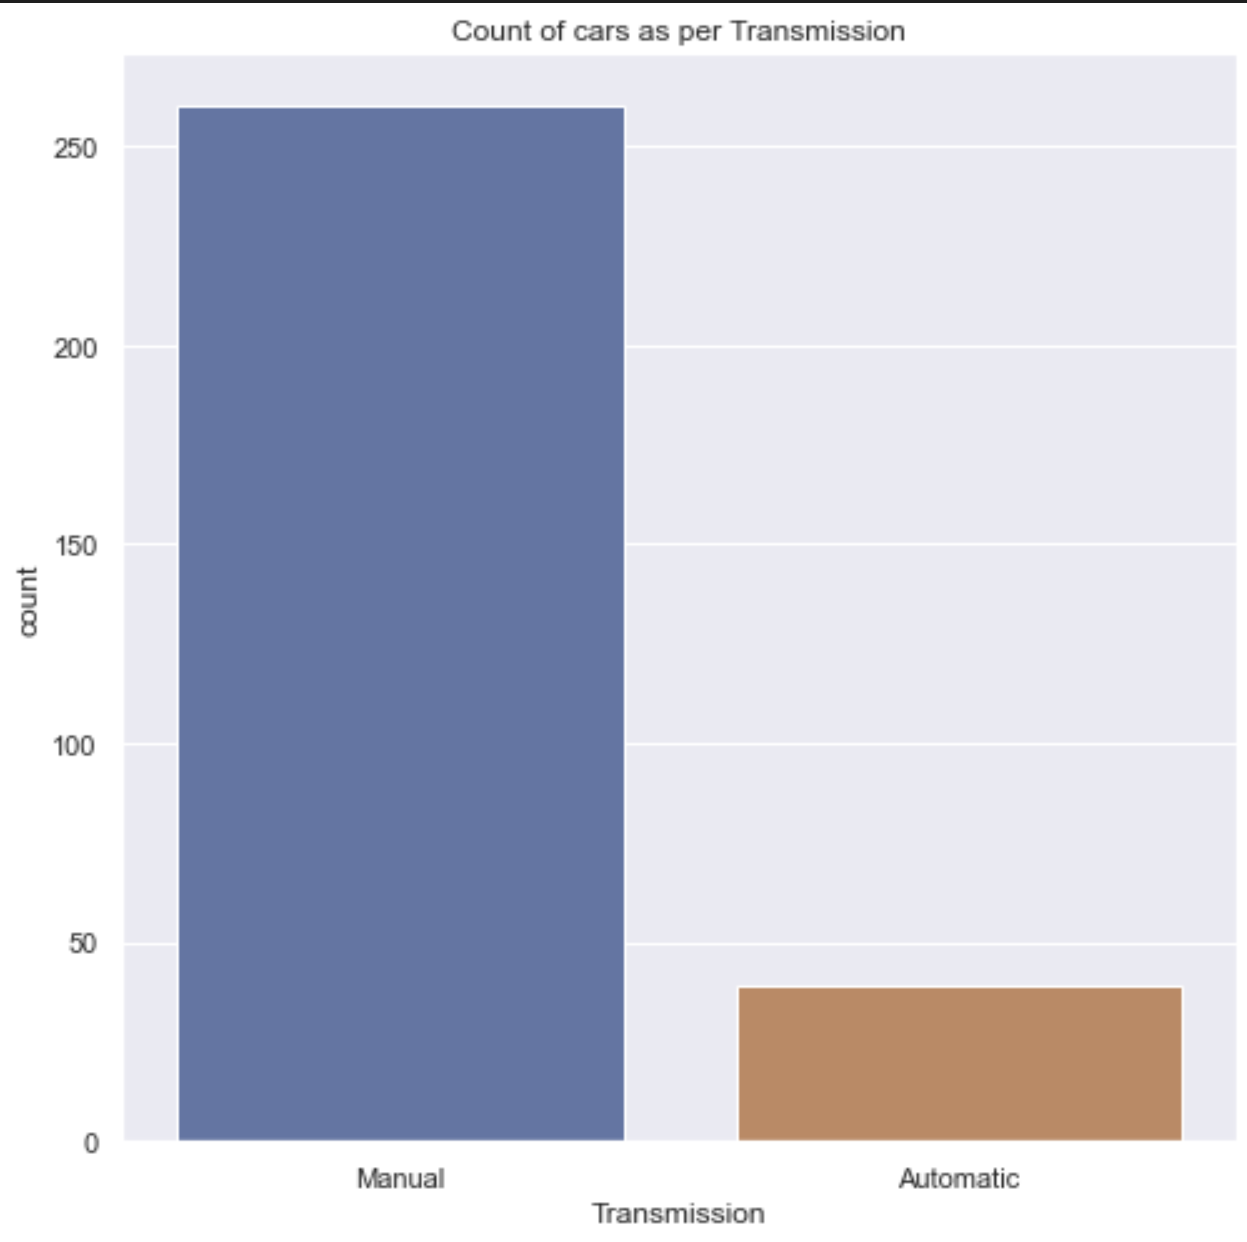 Count of cars as per Transmission
250
200
150
100
50
0
count
Manual Automatic
Transmission